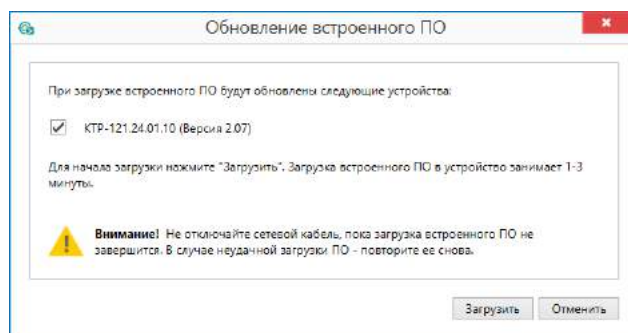 Обновление встроенного ПО
При загрузке встроенного ПО будут обновлены следующие устройства:
КТР-121.24.01.10 (Версия 2.07)
Для начала загрузки нажмите "Загрузить". Загрузка встроенного ПО в устройство занимает 1-3
минуты.
Внимание! Не отключайте сетевой кабель, пока загрузка встроенного ПО не
завершится. В случае неудачной загрузки ПО - повторите ее снова.
Загрузить Отменить